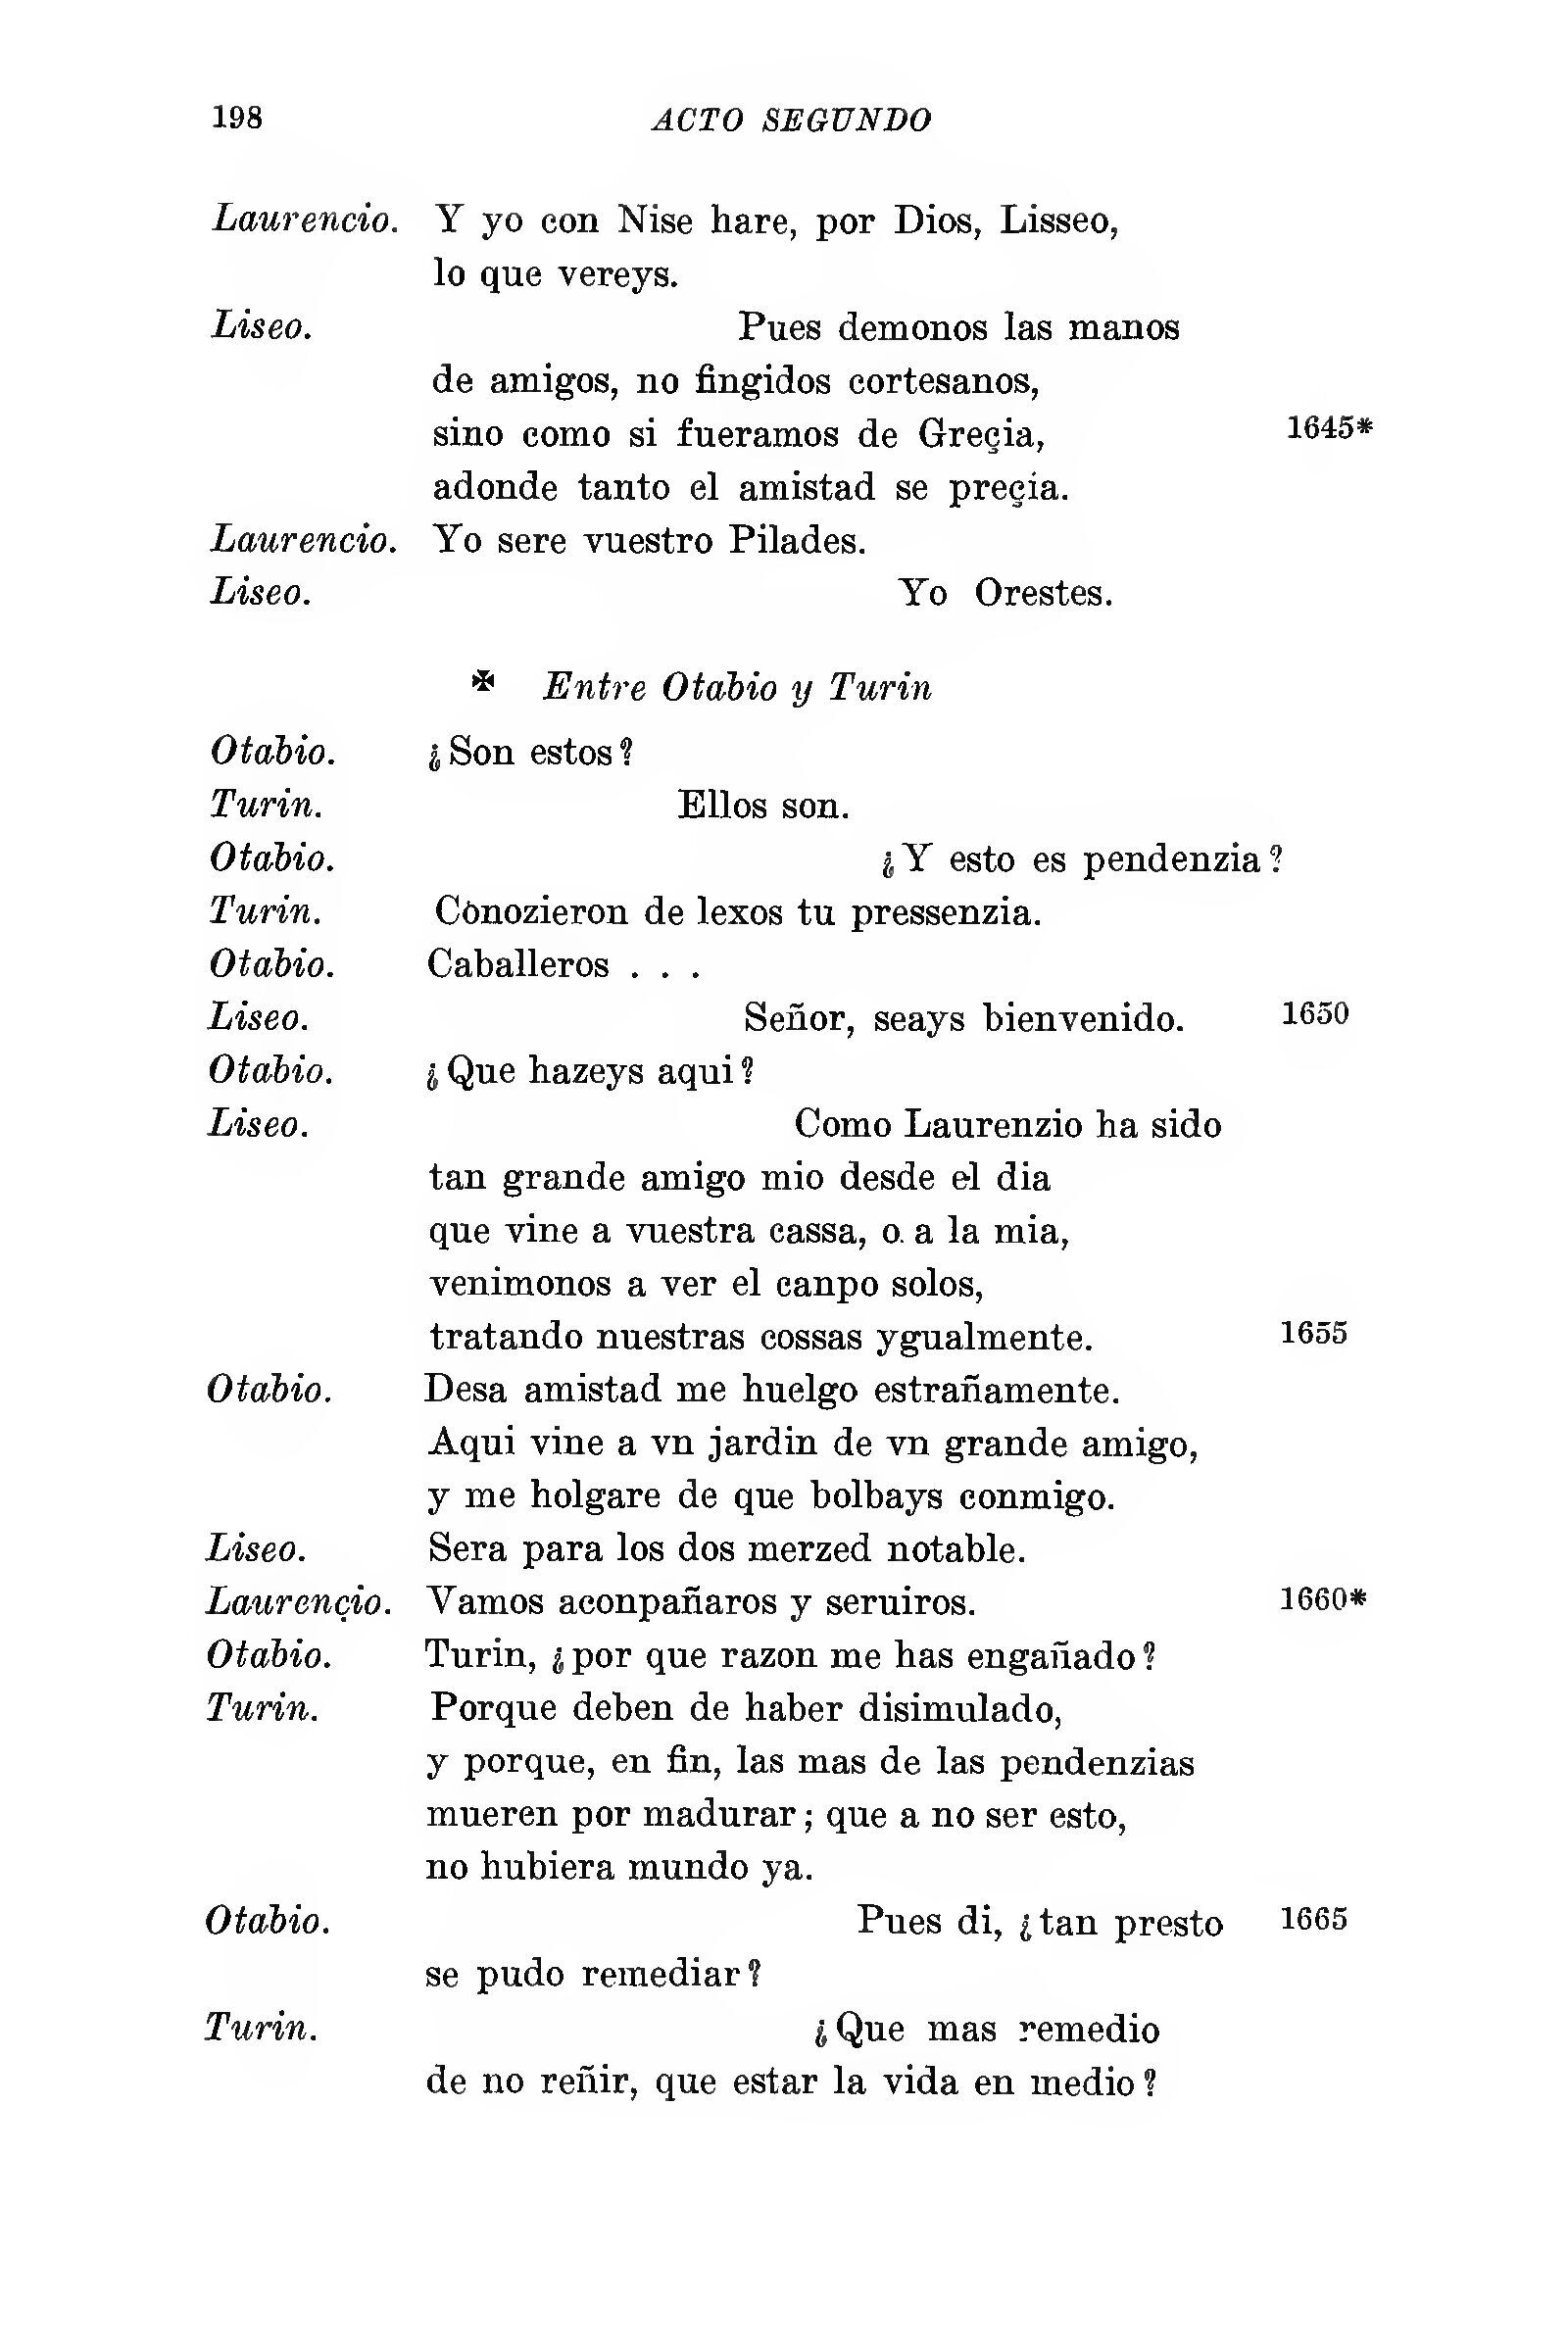 198 ACTO SEGUNDO
Laurencio. Y yo con Nise hare, por Dios, Lisseo,
lo que vereys.
Liseo. Pues demonos las manos
de amigos, no fingidos cortesanos,
sino como si fueramos de Greçia, 1645*
adonde tanto el amistad se preçia.
Laurencio. Yo sere vuestro Pilades.
Liseo. Yo Orestes.
✠ Entre Otabio y Turin
Otabio. ¿Son estos?
Turin. Ellos son.
Otabio. ¿Y esto es pendenzia?
Turin. Conozieron de lexos tu pressenzia.
Otabio. Caballeros . . .
Liseo. Señor, seays bienvenido. 1650
Otabio. ¿Que hazeys aqui?
Liseo. Como Laurenzio ha sido
tan grande amigo mio desde el dia
que vine a vuestra cassa, o a la mia,
venimonos a ver el canpo solos,
tratando nuestras cossas ygualmente. 1655
Otabio. Desa amistad me huelgo estrañamente.
Aqui vine a vn jardin de vn grande amigo,
y me holgare de que bolbays conmigo.
Liseo. Sera para los dos merzed notable.
Laurençio. Vamos aconpañaros y seruiros. 1660*
Otabio. Turin, ¿por que razon me has engañado?
Turin. Porque deben de haber disimulado,
y porque, en fin, las mas de las pendenzias
mueren por madurar; que a no ser esto,
no hubiera mundo ya.
Otabio. Pues di, ¿tan presto 1665
se pudo remediar?
Turin. ¿Que mas remedio
de no reñir, que estar la vida en medio?